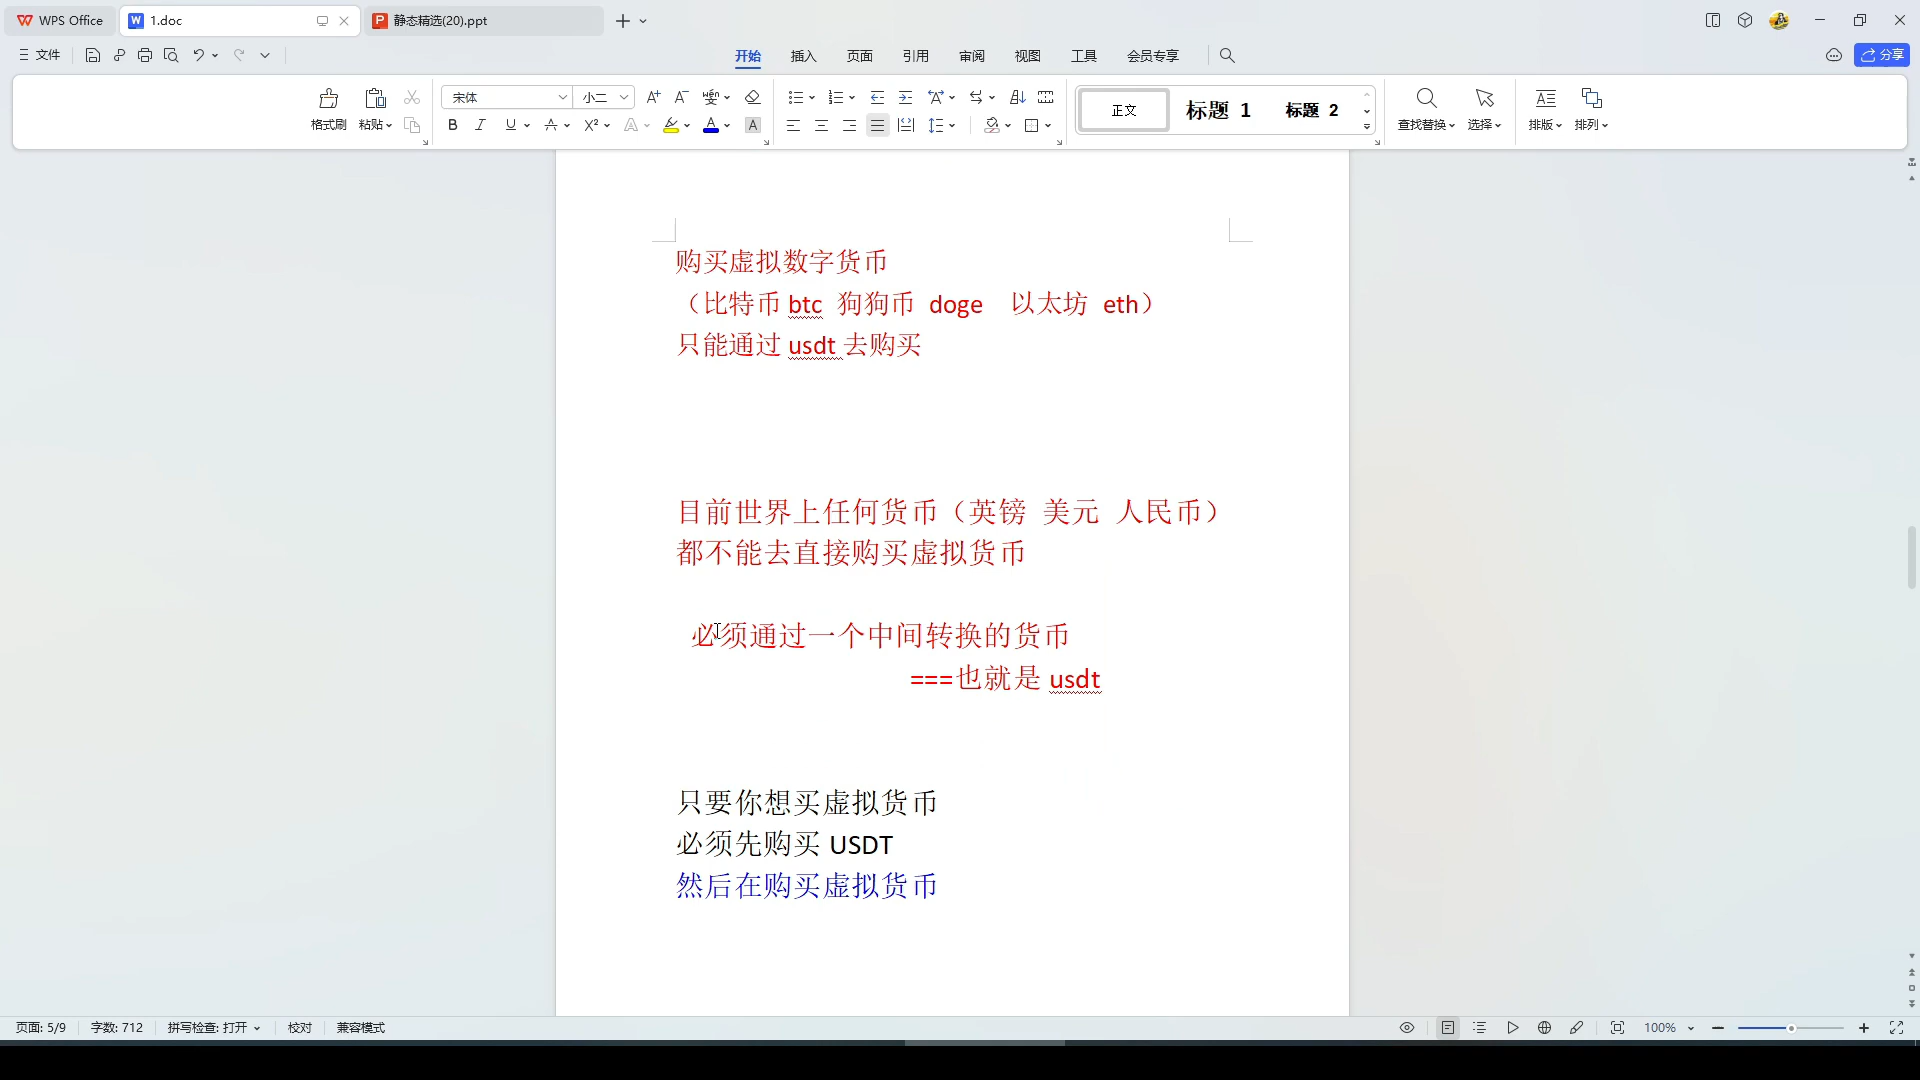 WPS Office
1.doc
静态精选(20).ppt
文件
开始
插入
页面
引用
审阅
视图
工具
会员专享
分享
格式刷
粘贴
宋体
小二
正文
标题 1
标题 2
查找替换
选择
排版
排列
购买虚拟数字货币
（比特币 btc 狗狗币 doge 以太坊 eth）
只能通过 usdt 去购买
目前世界上任何货币（英镑 美元 人民币）
都不能去直接购买虚拟货币
必须通过一个中间转换的货币
===也就是 usdt
只要你想买虚拟货币
必须先购买 USDT
然后在购买虚拟货币
页面: 5/9
字数: 712
拼写检查: 打开
校对
兼容模式
100%